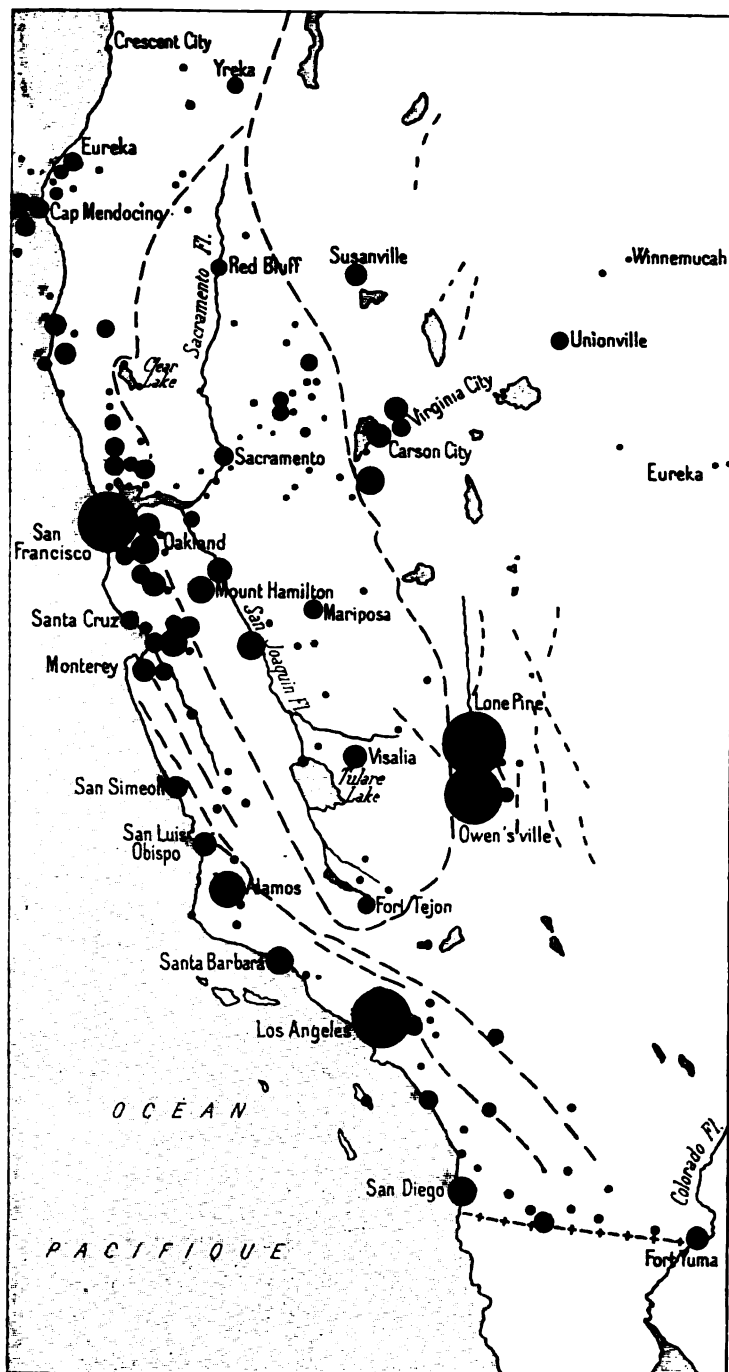 Crescent City
Yreka
Eureka
Cap Mendocino
Sacramento Fl.
Red Bluff
Susanville
Winnemucah
Unionville
Clear
Lake
Virginia City
Carson City
Sacramento
Eureka
San
Francisco
Oakland
Mount Hamilton
Santa Cruz
San Joaquin Fl.
Mariposa
Monterey
Lone Pine
Visalia
San Simeon
Tulare
Lake
San Luis
Obispo
Owen's ville
Alamos
Fort Tejon
Santa Barbara
Los Angeles
OCÉAN
San Diego
Colorado Fl.
PACIFIQUE
Fort Yuma